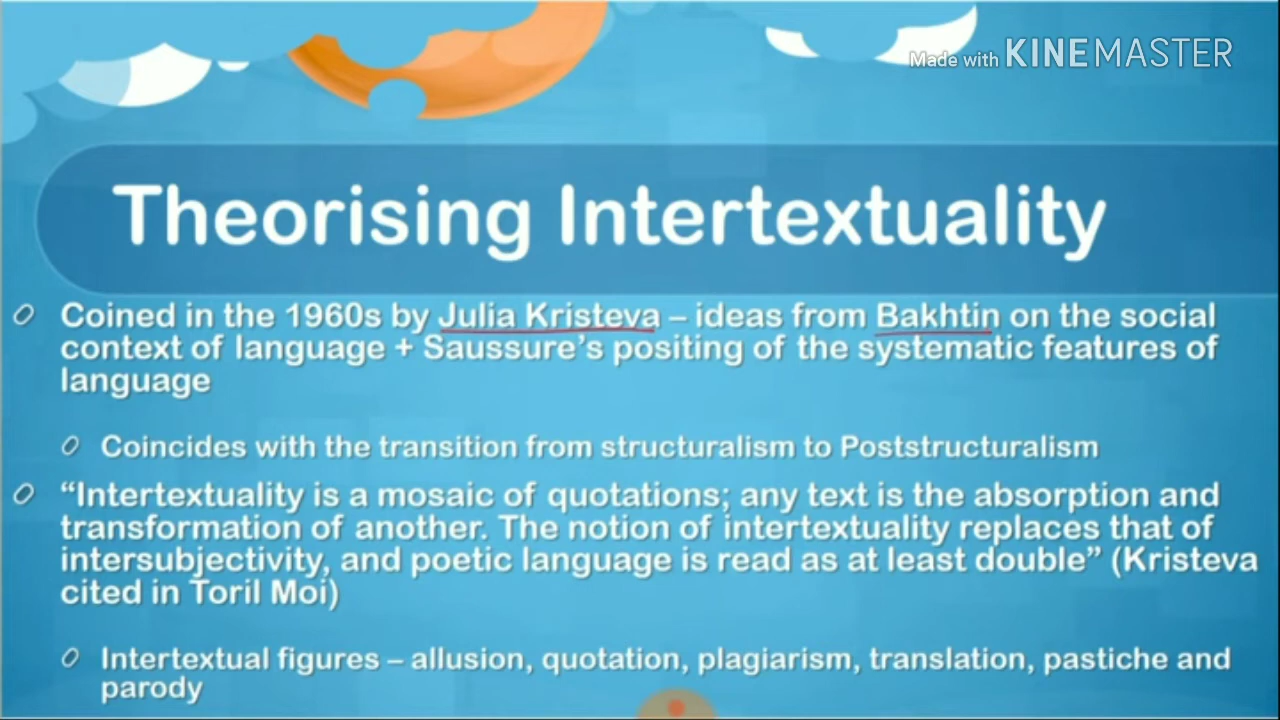 Made with KINEMASTER
Theorising Intertextuality
Coined in the 1960s by Julia Kristeva – ideas from Bakhtin on the social
context of language + Saussure's positing of the systematic features of
language
Coincides with the transition from structuralism to Poststructuralism
“Intertextuality is a mosaic of quotations; any text is the absorption and
transformation of another. The notion of intertextuality replaces that of
intersubjectivity, and poetic language is read as at least double” (Kristeva
cited in Toril Moi)
Intertextual figures – allusion, quotation, plagiarism, translation, pastiche and
parody